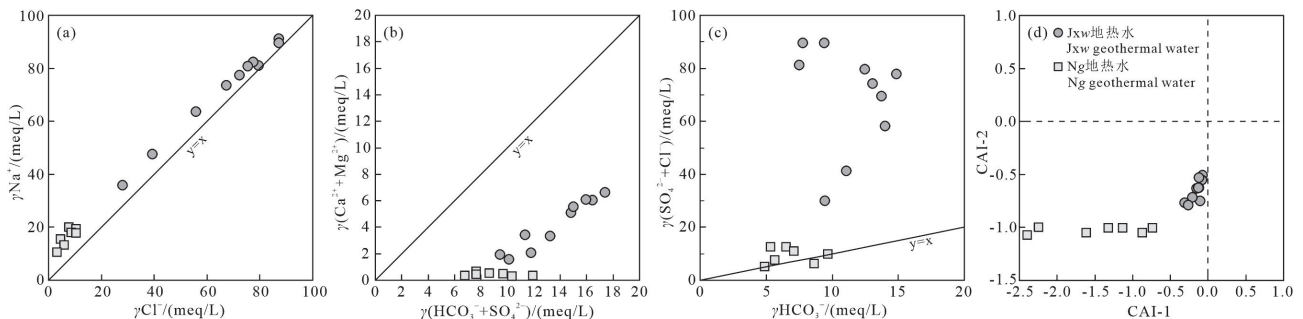 (a)
100
80
60
40
20
0
γNa⁺/(meq/L)
y=x
0 20 40 60 80 100
γCl⁻/(meq/L)
(b)
20
18
16
14
12
10
8
6
4
2
0
γ(Ca²⁺+Mg²⁺)/(meq/L)
y=x
0 2 4 6 8 10 12 14 16 18 20
γ(HCO₃⁻+SO₄²⁻)/(meq/L)
(c)
100
80
60
40
20
0
γ(SO₄²⁻+Cl⁻)/(meq/L)
y=x
0 5 10 15 20
γHCO₃⁻/(meq/L)
(d)
Jxw地热水
Jxw geothermal water
Ng地热水
Ng geothermal water
1.0
0.5
0.0
-0.5
-1.0
-1.5
CAI-2
-2.5 -2.0 -1.5 -1.0 -0.5 0.0 0.5 1.0
CAI-1